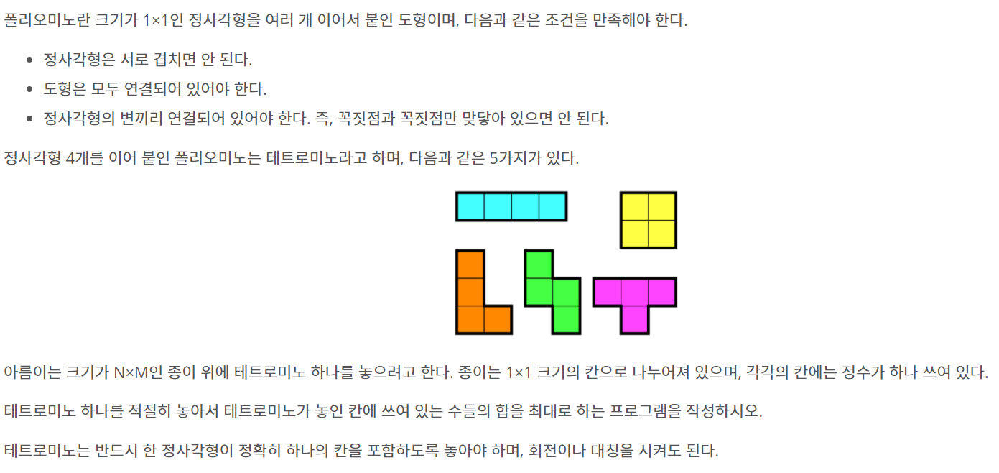 폴리오미노란 크기가 1×1인 정사각형을 여러 개 이어서 붙인 도형이며, 다음과 같은 조건을 만족해야 한다.
• 정사각형은 서로 겹치면 안 된다.
• 도형은 모두 연결되어 있어야 한다.
• 정사각형의 변끼리 연결되어 있어야 한다. 즉, 꼭짓점과 꼭짓점만 맞닿아 있으면 안 된다.
정사각형 4개를 이어 붙인 폴리오미노는 테트로미노라고 하며, 다음과 같은 5가지가 있다.
아름이는 크기가 N×M인 종이 위에 테트로미노 하나를 놓으려고 한다. 종이는 1×1 크기의 칸으로 나누어져 있으며, 각각의 칸에는 정수가 하나 쓰여 있다.
테트로미노 하나를 적절히 놓아서 테트로미노가 놓인 칸에 쓰여 있는 수들의 합을 최대로 하는 프로그램을 작성하시오.
테트로미노는 반드시 한 정사각형이 정확히 하나의 칸을 포함하도록 놓아야 하며, 회전이나 대칭을 시켜도 된다.